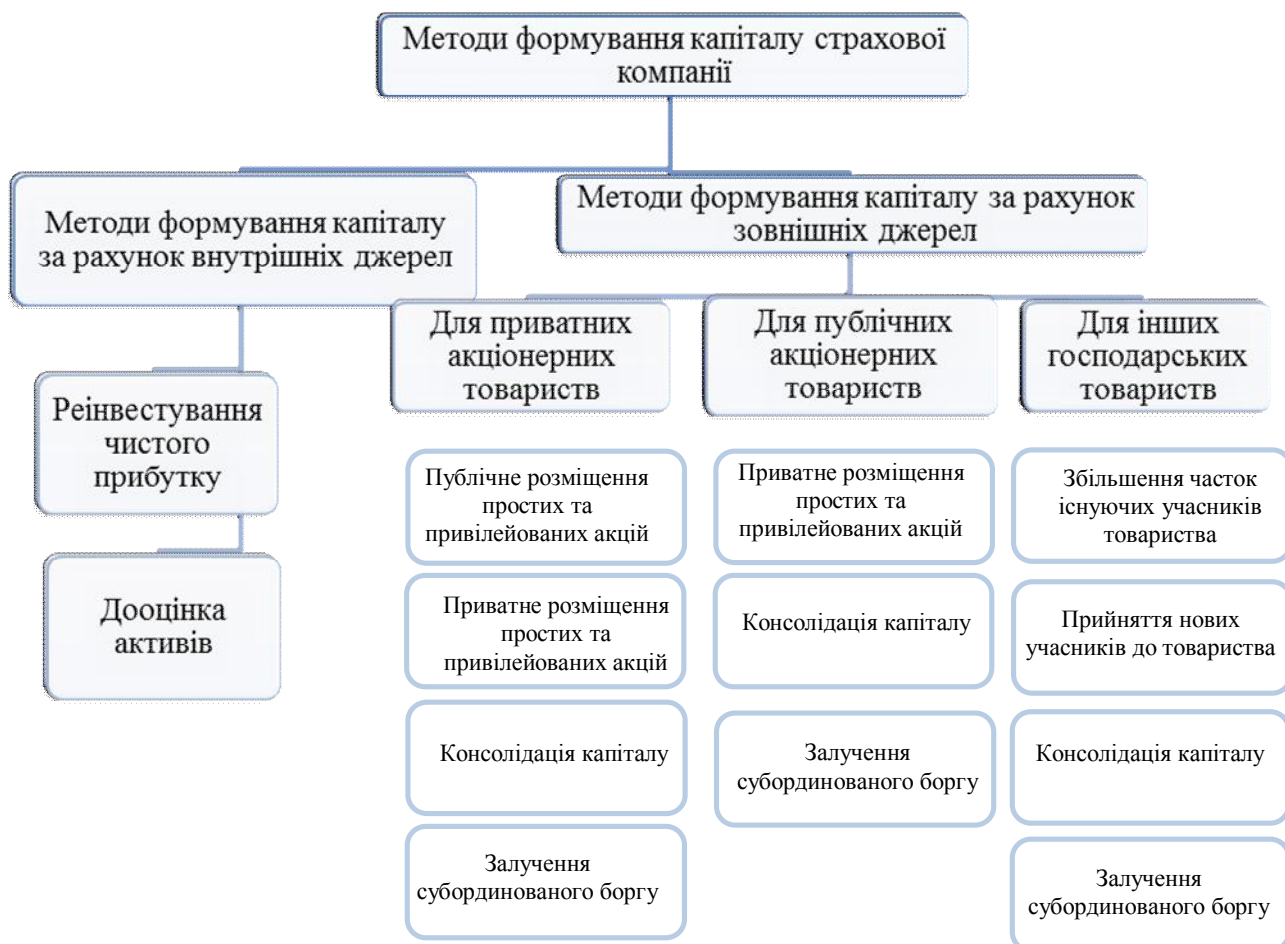 Методи формування капіталу страхової
компанії
Методи формування капіталу
за рахунок внутрішніх джерел
Реінвестування
чистого
прибутку
Дооцінка
активів
Методи формування капіталу за рахунок
зовнішніх джерел
Для приватних
акціонерних
товариств
Публічне розміщення
простих та
привілейованих акцій
Приватне розміщення
простих та
привілейованих акцій
Консолідація капіталу
Залучення
субординованого боргу
Для публічних
акціонерних
товариств
Приватне розміщення
простих та
привілейованих акцій
Консолідація капіталу
Залучення
субординованого боргу
Для інших
господарських
товариств
Збільшення часток
існуючих учасників
товариства
Прийняття нових
учасників до товариства
Консолідація капіталу
Залучення
субординованого боргу